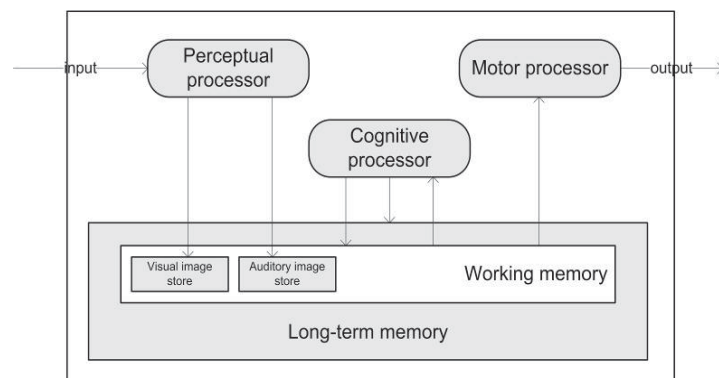 input
Perceptual
processor
Motor processor
output
Cognitive
processor
Visual image
store
Auditory image
store
Working memory
Long-term memory